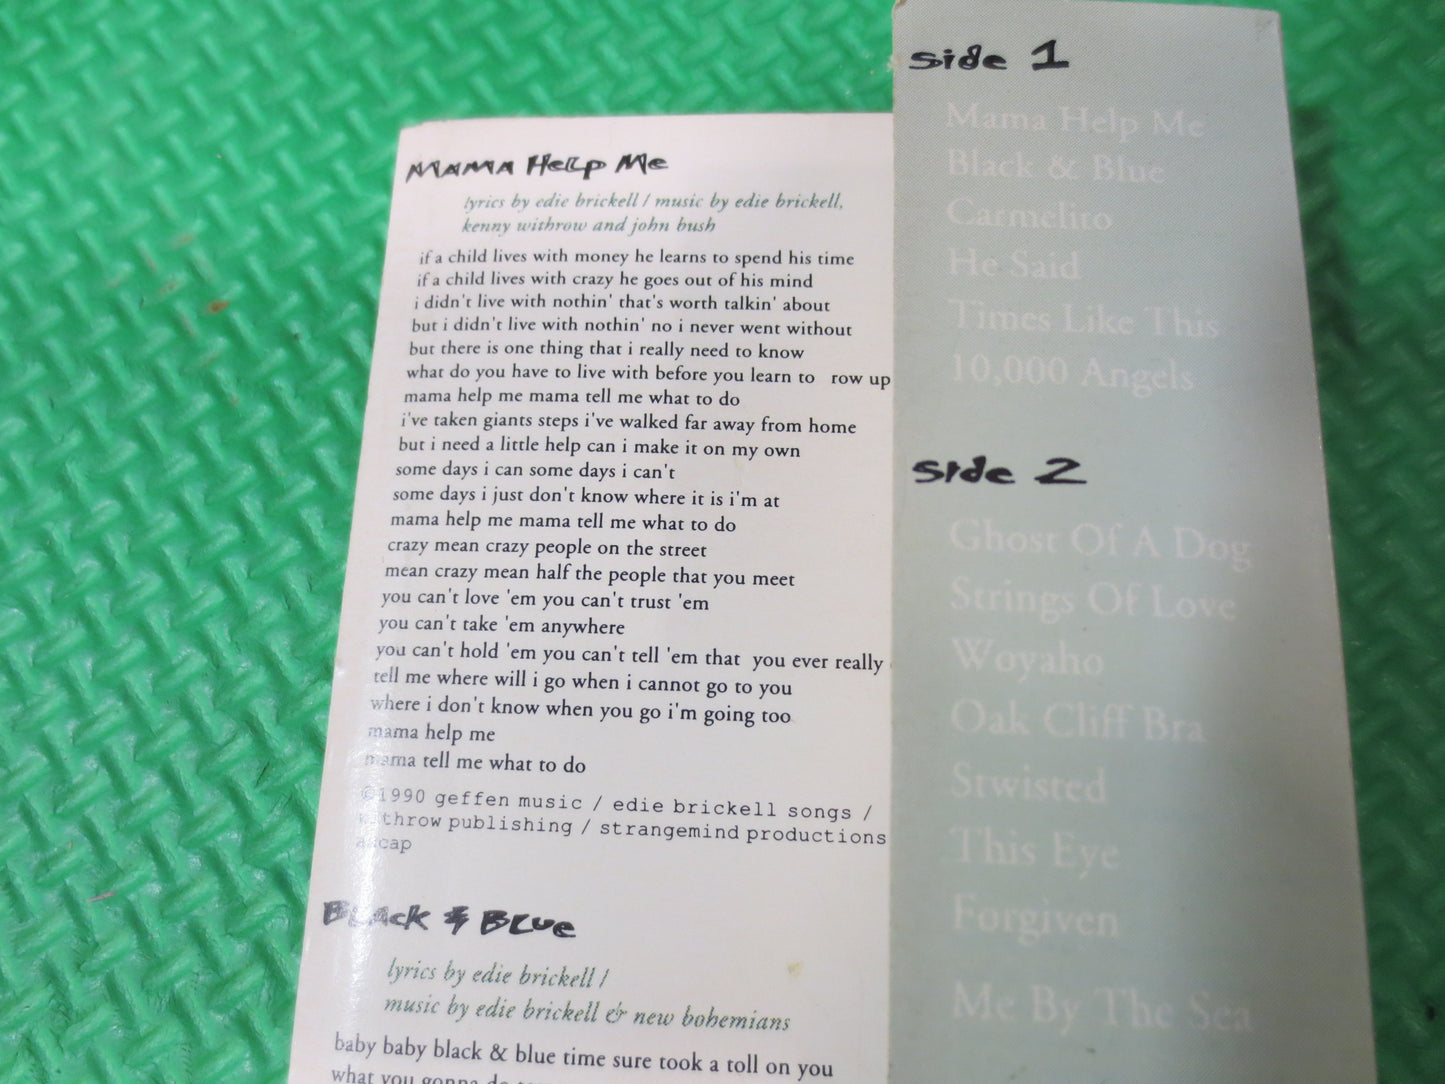 Mama Help Me
lyrics by edie brickell / music by edie brickell,
kenny withrow and john bush
if a child lives with money he learns to spend his time
if a child lives with crazy he goes out of his mind
i didn't live with nothin' that's worth talkin' about
but i didn't live with nothin' no i never went without
but there is one thing that i really need to know
what do you have to live with before you learn to row up
mama help me mama tell me what to do
i've taken giants steps i've walked far away from home
but i need a little help can i make it on my own
some days i can some days i can't
some days i just don't know where it is i'm at
mama help me mama tell me what to do
crazy mean crazy people on the street
mean crazy mean half the people that you meet
you can't love 'em you can't trust 'em
you can't take 'em anywhere
you can't hold 'em you can't tell 'em that you ever really
tell me where will i go when i cannot go to you
where i don't know when you go i'm going too
mama help me
mama tell me what to do
©1990 geffen music / edie brickell songs /
withrow publishing / strangemind productions
ascap
Black & Blue
lyrics by edie brickell /
music by edie brickell & new bohemians
baby baby black & blue time sure took a toll on you
what you gonna do
Side 1
Mama Help Me
Black & Blue
Carmelito
He Said
Times Like This
10,000 Angels
Side 2
Ghost Of A Dog
Strings Of Love
Woyaho
Oak Cliff Bra
Stwisted
This Eye
Forgiven
Me By The Sea